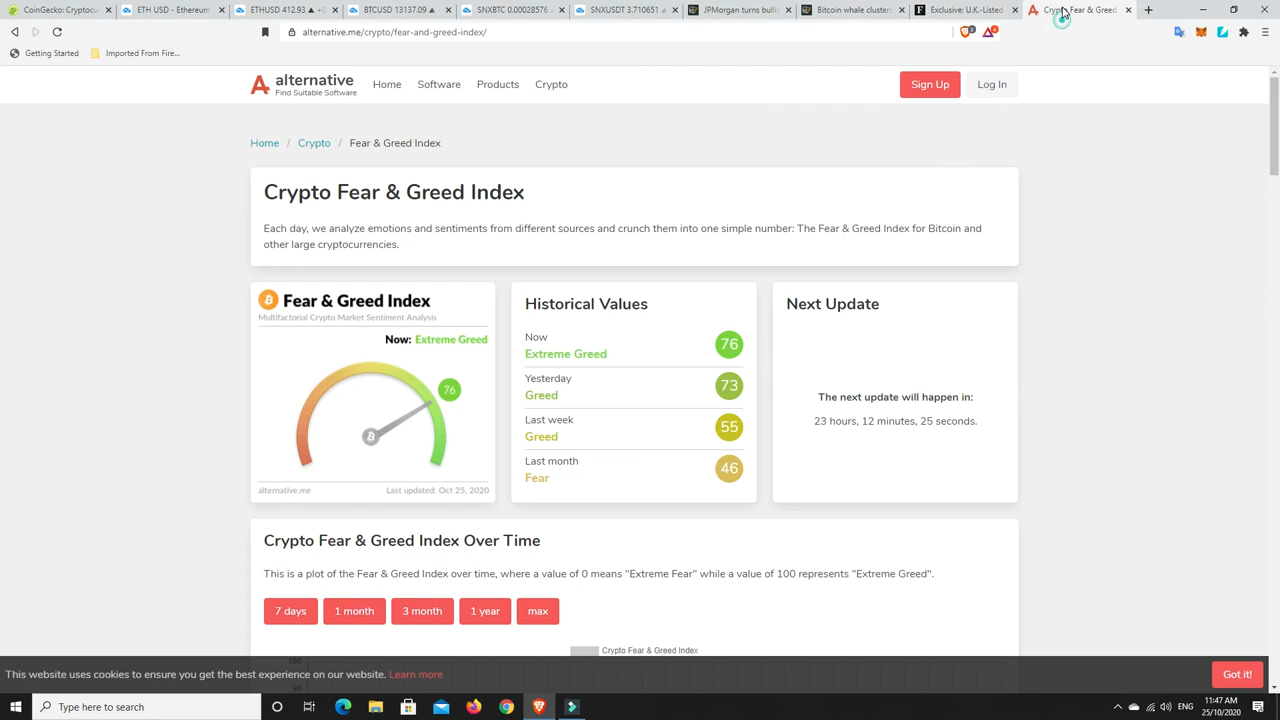 CoinGecko: Cryptocu
ETH USD - Ethereum
ETHUSD 412.93 ▲ +0
BTCUSD 13137.09 ▲
SNXBTC 0.00028576
SNXUSDT 3.710651 ▲
JPMorgan turns bullis
Bitcoin whale clusters
Exclusive: U.K.-Listed
Crypto Fear & Greed
alternative.me/crypto/fear-and-greed-index/
Getting Started
Imported From Fire...
alternative
Find Suitable Software
Home
Software
Products
Crypto
Sign Up
Log In
Home / Crypto / Fear & Greed Index
Crypto Fear & Greed Index
Each day, we analyze emotions and sentiments from different sources and crunch them into one simple number: The Fear & Greed Index for Bitcoin and
other large cryptocurrencies.
Fear & Greed Index
Multifactorial Crypto Market Sentiment Analysis
Now: Extreme Greed
76
alternative.me
Last updated: Oct 25, 2020
Historical Values
Now
Extreme Greed
76
Yesterday
Greed
73
Last week
Greed
55
Last month
Fear
46
Next Update
The next update will happen in:
23 hours, 12 minutes, 25 seconds.
Crypto Fear & Greed Index Over Time
This is a plot of the Fear & Greed Index over time, where a value of 0 means "Extreme Fear" while a value of 100 represents "Extreme Greed".
7 days
1 month
3 month
1 year
max
Crypto Fear & Greed Index
100
90
This website uses cookies to ensure you get the best experience on our website. Learn more
Got it!
Type here to search
ENG
11:47 AM
25/10/2020